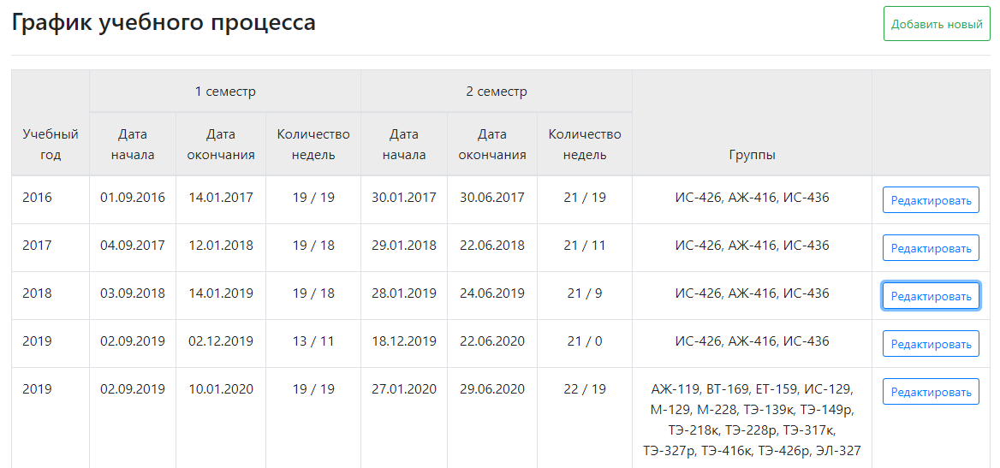 График учебного процесса
Добавить новый
1 семестр 2 семестр
Учебный Дата Дата Количество Дата Дата Количество
год начала окончания недель начала окончания недель Группы
2016 01.09.2016 14.01.2017 19 / 19 30.01.2017 30.06.2017 21 / 19 ИС-426, АЖ-416, ИС-436 Редактировать
2017 04.09.2017 12.01.2018 19 / 18 29.01.2018 22.06.2018 21 / 11 ИС-426, АЖ-416, ИС-436 Редактировать
2018 03.09.2018 14.01.2019 19 / 18 28.01.2019 24.06.2019 21 / 9 ИС-426, АЖ-416, ИС-436 Редактировать
2019 02.09.2019 02.12.2019 13 / 11 18.12.2019 22.06.2020 21 / 0 ИС-426, АЖ-416, ИС-436 Редактировать
2019 02.09.2019 10.01.2020 19 / 19 27.01.2020 29.06.2020 22 / 19 АЖ-119, ВТ-169, ЕТ-159, ИС-129, Редактировать
М-129, М-228, ТЭ-139к, ТЭ-149р,
ТЭ-218к, ТЭ-228р, ТЭ-317к,
ТЭ-327р, ТЭ-416к, ТЭ-426р, ЭЛ-327